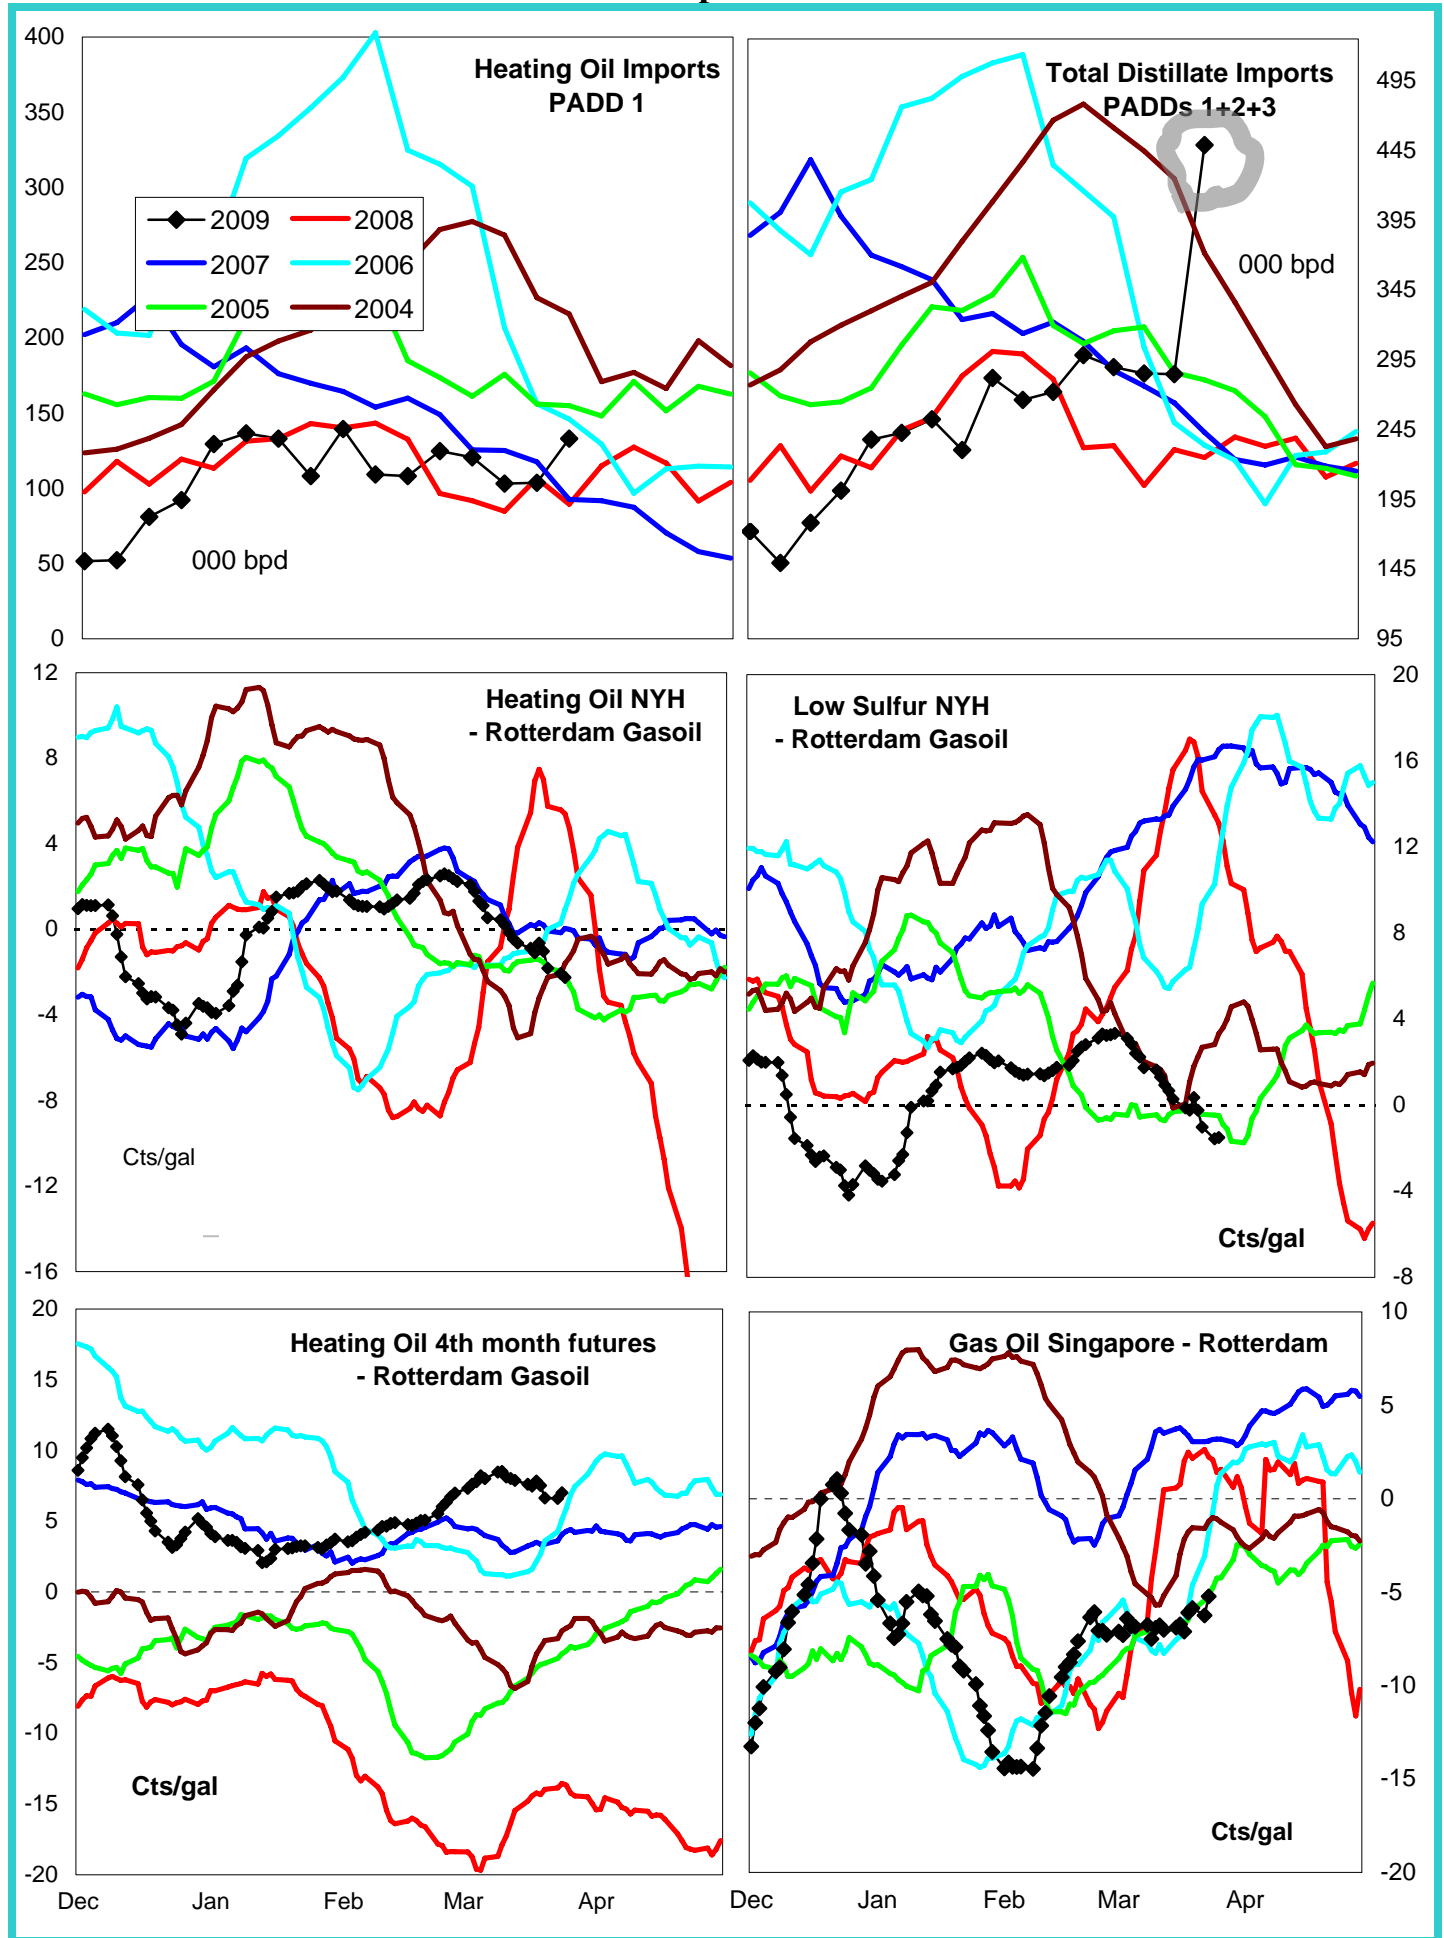 Heating Oil Imports
PADD 1
400
350
300
250
200
150
100
50
0
2009
2008
2007
2006
2005
2004
000 bpd
Total Distillate Imports
PADDs 1+2+3
495
445
395
345
295
245
195
145
95
000 bpd
Heating Oil NYH
- Rotterdam Gasoil
12
8
4
0
-4
-8
-12
-16
Cts/gal
Low Sulfur NYH
- Rotterdam Gasoil
20
16
12
8
4
0
-4
-8
Cts/gal
Heating Oil 4th month futures
- Rotterdam Gasoil
20
15
10
5
0
-5
-10
-15
-20
Cts/gal
Dec Jan Feb Mar Apr
Gas Oil Singapore - Rotterdam
10
5
0
-5
-10
-15
-20
Cts/gal
Dec Jan Feb Mar Apr